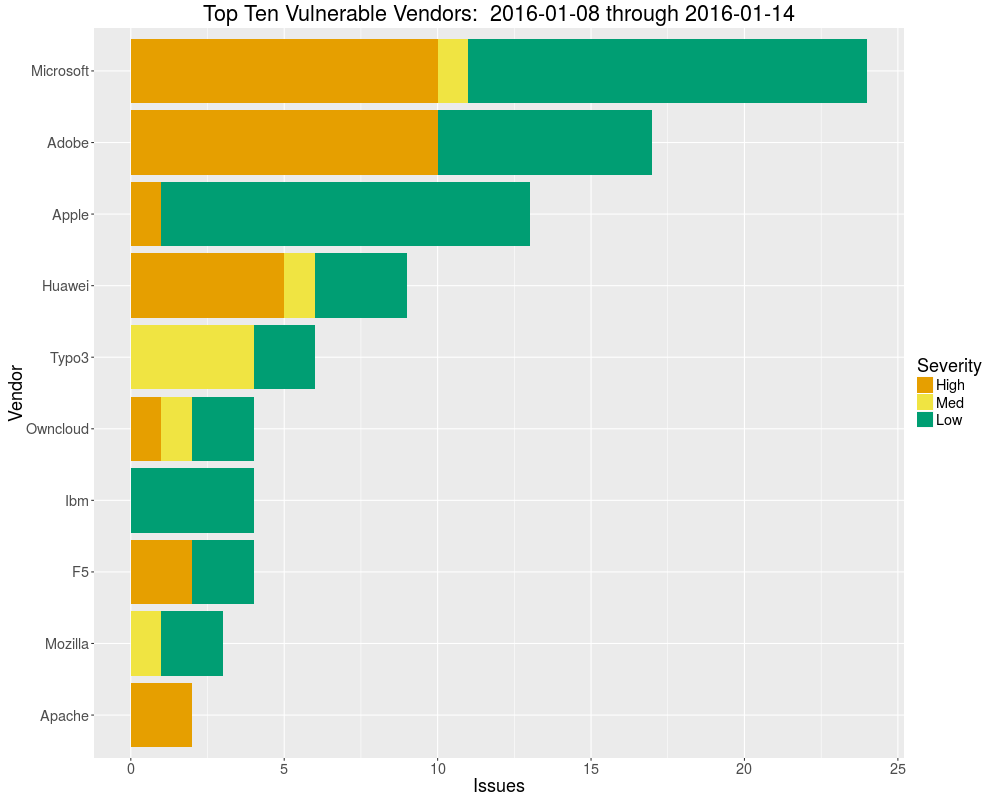 Top Ten Vulnerable Vendors:  2016-01-08 through 2016-01-14
Vendor
Microsoft
Adobe
Apple
Huawei
Typo3
Owncloud
Ibm
F5
Mozilla
Apache
0 5 10 15 20 25
Issues
Severity
High
Med
Low